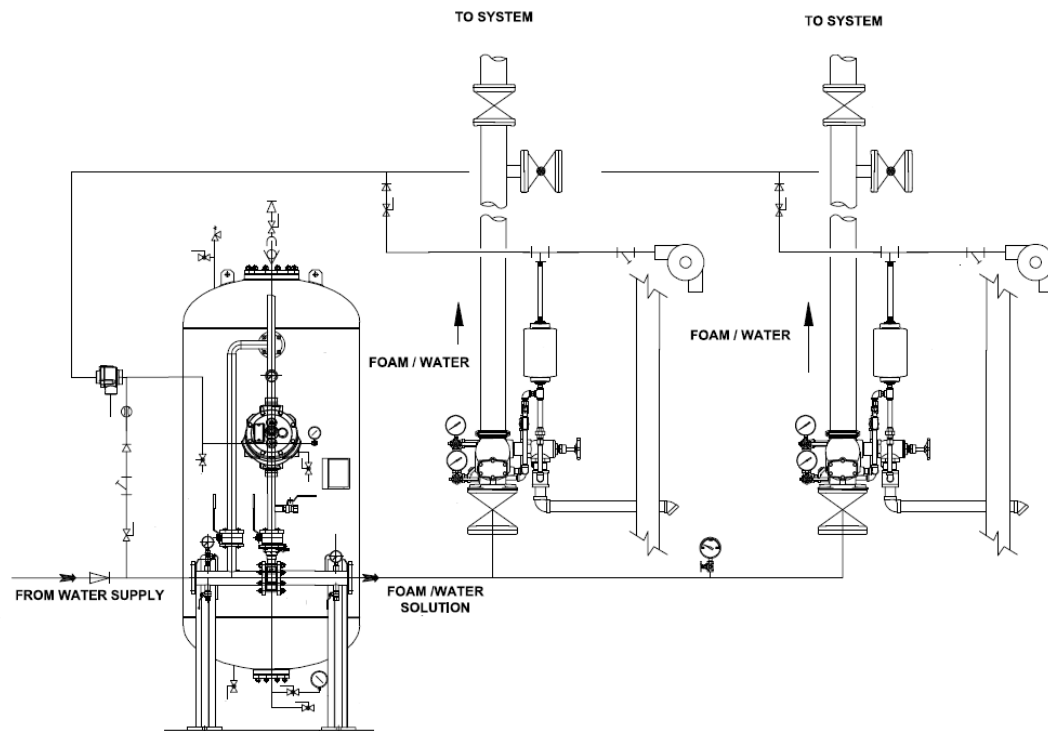 TO SYSTEM
TO SYSTEM
FOAM / WATER
FOAM / WATER
FROM WATER SUPPLY
FOAM /WATER
SOLUTION